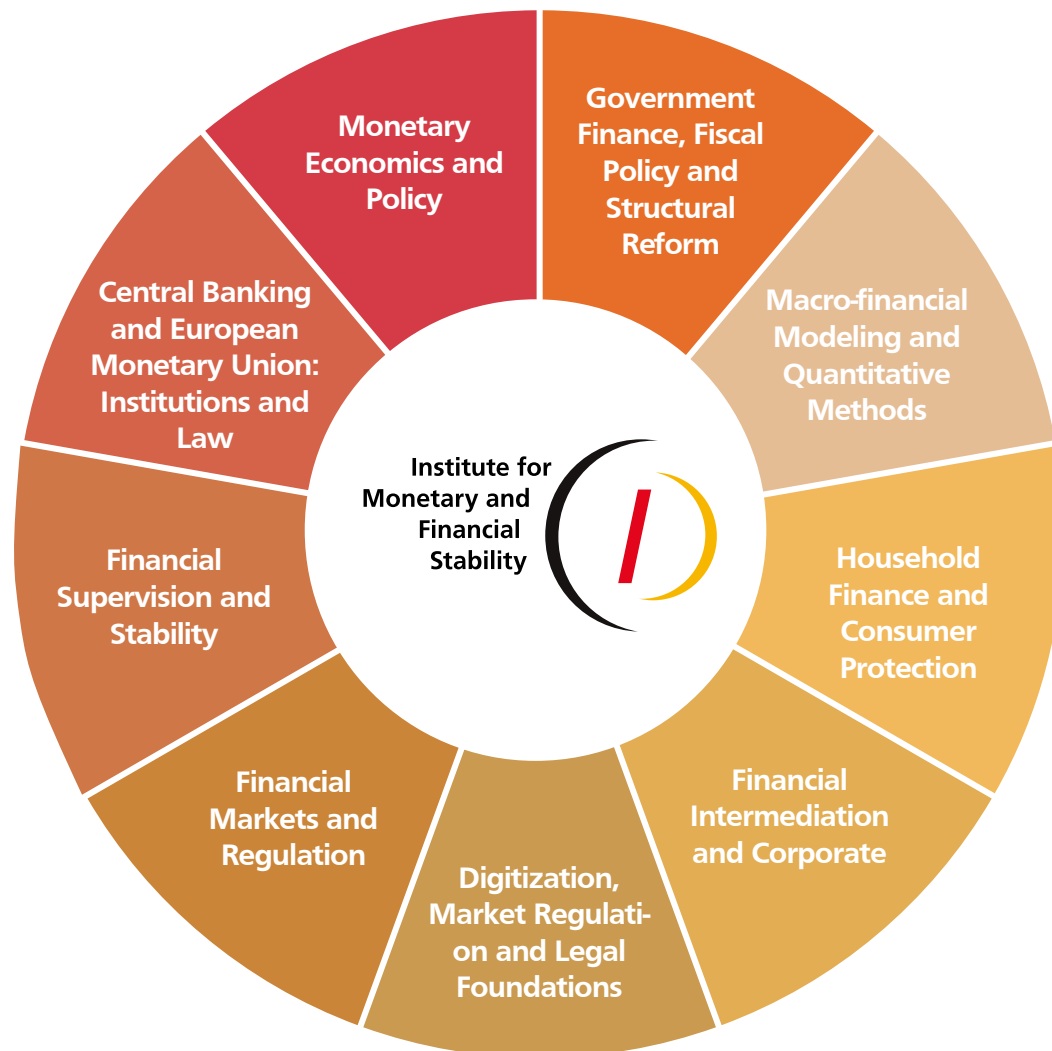 Monetary
Economics and
Policy
Government
Finance, Fiscal
Policy and
Structural
Reform
Macro-financial
Modeling and
Quantitative
Methods
Household
Finance and
Consumer
Protection
Financial
Intermediation
and Corporate
Digitization,
Market Regulati-
on and Legal
Foundations
Financial
Markets and
Regulation
Financial
Supervision and
Stability
Central Banking
and European
Monetary Union:
Institutions and
Law
Institute for
Monetary and
Financial
Stability